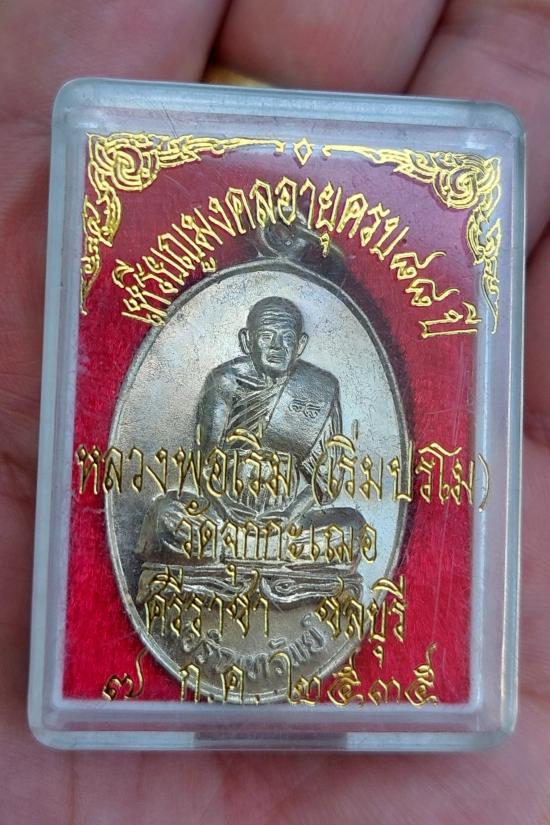 เหรียญมงคลอายุครบ ๘๘ ปี
หลวงพ่อเริ่ม (เริ่มปรโม)
วัดจุกกะเฌอ
ศรีราชา ชลบุรี
๗ ก.ค. ๒๕๓๕